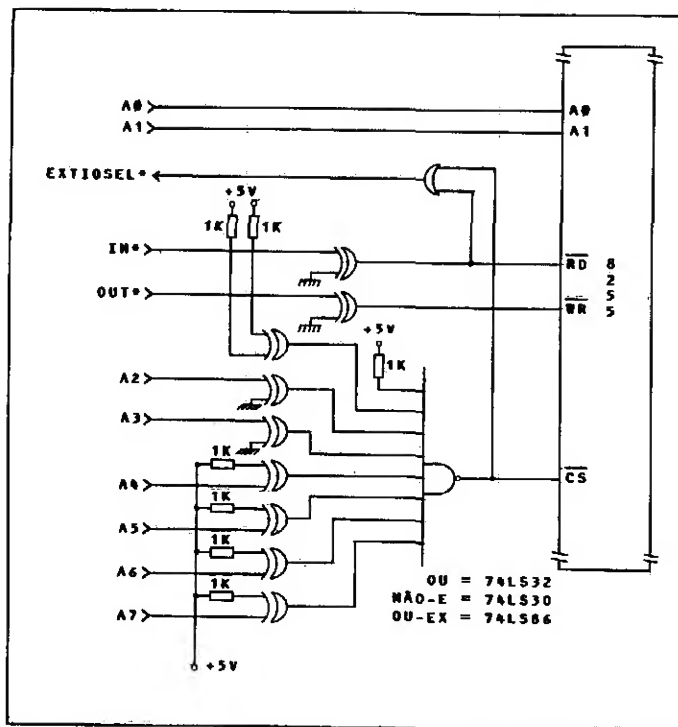 A0
A1
A0
A1
EXTIOSEL*
+5V
1K
1K
IN*
RD
8
2
5
5
OUT*
WR
+5V
1K
A2
A3
1K
A4
1K
A5
1K
A6
1K
A7
CS
+5V
OU = 74LS32
NÃO-E = 74LS30
OU-EX = 74LS86